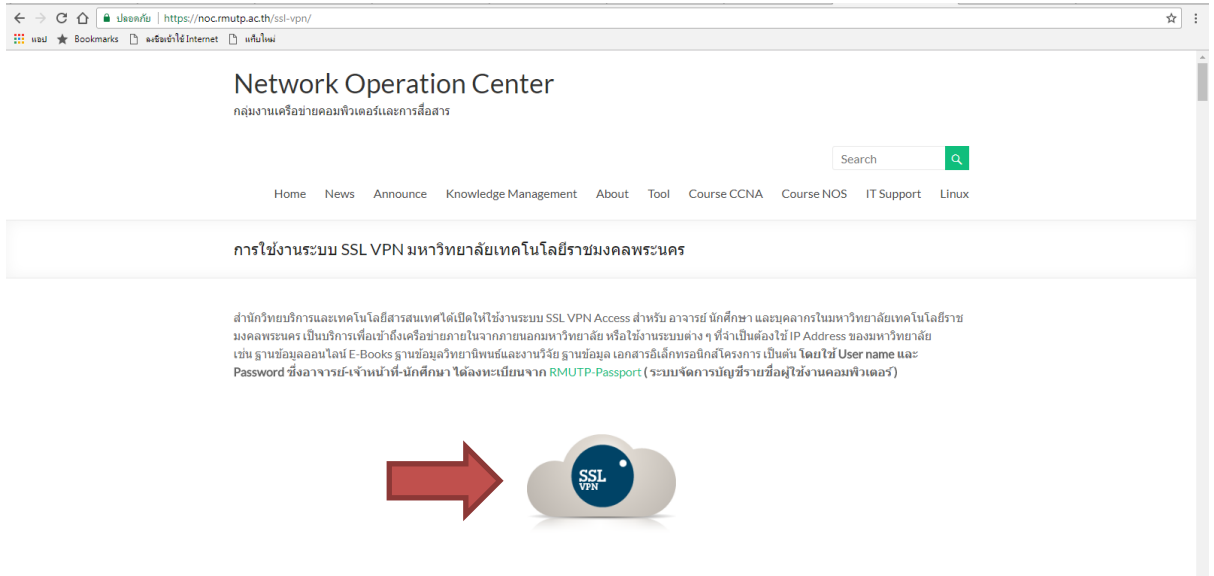 ปลอดภัย | https://noc.rmutp.ac.th/ssl-vpn/
แอป Bookmarks ลงชื่อเข้าใช้ Internet แท็บใหม่
Network Operation Center
กลุ่มงานเครือข่ายคอมพิวเตอร์และการสื่อสาร
Search
Home News Announce Knowledge Management About Tool Course CCNA Course NOS IT Support Linux
การใช้งานระบบ SSL VPN มหาวิทยาลัยเทคโนโลยีราชมงคลพระนคร
สำนักวิทยบริการและเทคโนโลยีสารสนเทศได้เปิดให้ใช้งานระบบ SSL VPN Access สำหรับ อาจารย์ นักศึกษา และบุคลากรในมหาวิทยาลัยเทคโนโลยีราช
มงคลพระนคร เป็นบริการเพื่อเข้าถึงเครือข่ายภายในจากภายนอกมหาวิทยาลัย หรือใช้งานระบบต่าง ๆ ที่จำเป็นต้องใช้ IP Address ของมหาวิทยาลัย
เช่น ฐานข้อมูลออนไลน์ E-Books ฐานข้อมูลวิทยานิพนธ์และงานวิจัย ฐานข้อมูล เอกสารอิเล็กทรอนิกส์โครงการ เป็นต้น โดยใช้ User name และ
Password ซึ่งอาจารย์-เจ้าหน้าที่-นักศึกษา ได้ลงทะเบียนจาก RMUTP-Passport ( ระบบจัดการบัญชีรายชื่อผู้ใช้งานคอมพิวเตอร์ )
SSL
VPN